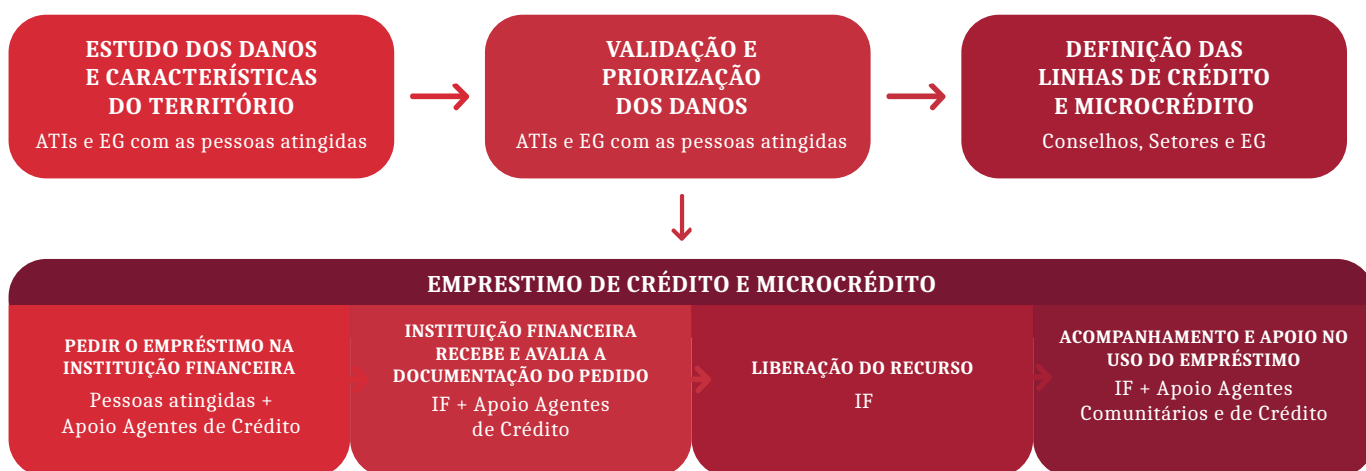 ESTUDO DOS DANOS
E CARACTERÍSTICAS
DO TERRITÓRIO
ATIs e EG com as pessoas atingidas
VALIDAÇÃO E
PRIORIZAÇÃO
DOS DANOS
ATIs e EG com as pessoas atingidas
DEFINIÇÃO DAS
LINHAS DE CRÉDITO
E MICROCRÉDITO
Conselhos, Setores e EG
EMPRESTIMO DE CRÉDITO E MICROCRÉDITO
PEDIR O EMPRÉSTIMO NA
INSTITUIÇÃO FINANCEIRA
Pessoas atingidas +
Apoio Agentes de Crédito
INSTITUIÇÃO FINANCEIRA
RECEBE E AVALIA A
DOCUMENTAÇÃO DO PEDIDO
IF + Apoio Agentes
de Crédito
LIBERAÇÃO DO RECURSO
IF
ACOMPANHAMENTO E APOIO NO
USO DO EMPRÉSTIMO
IF + Apoio Agentes
Comunitários e de Crédito